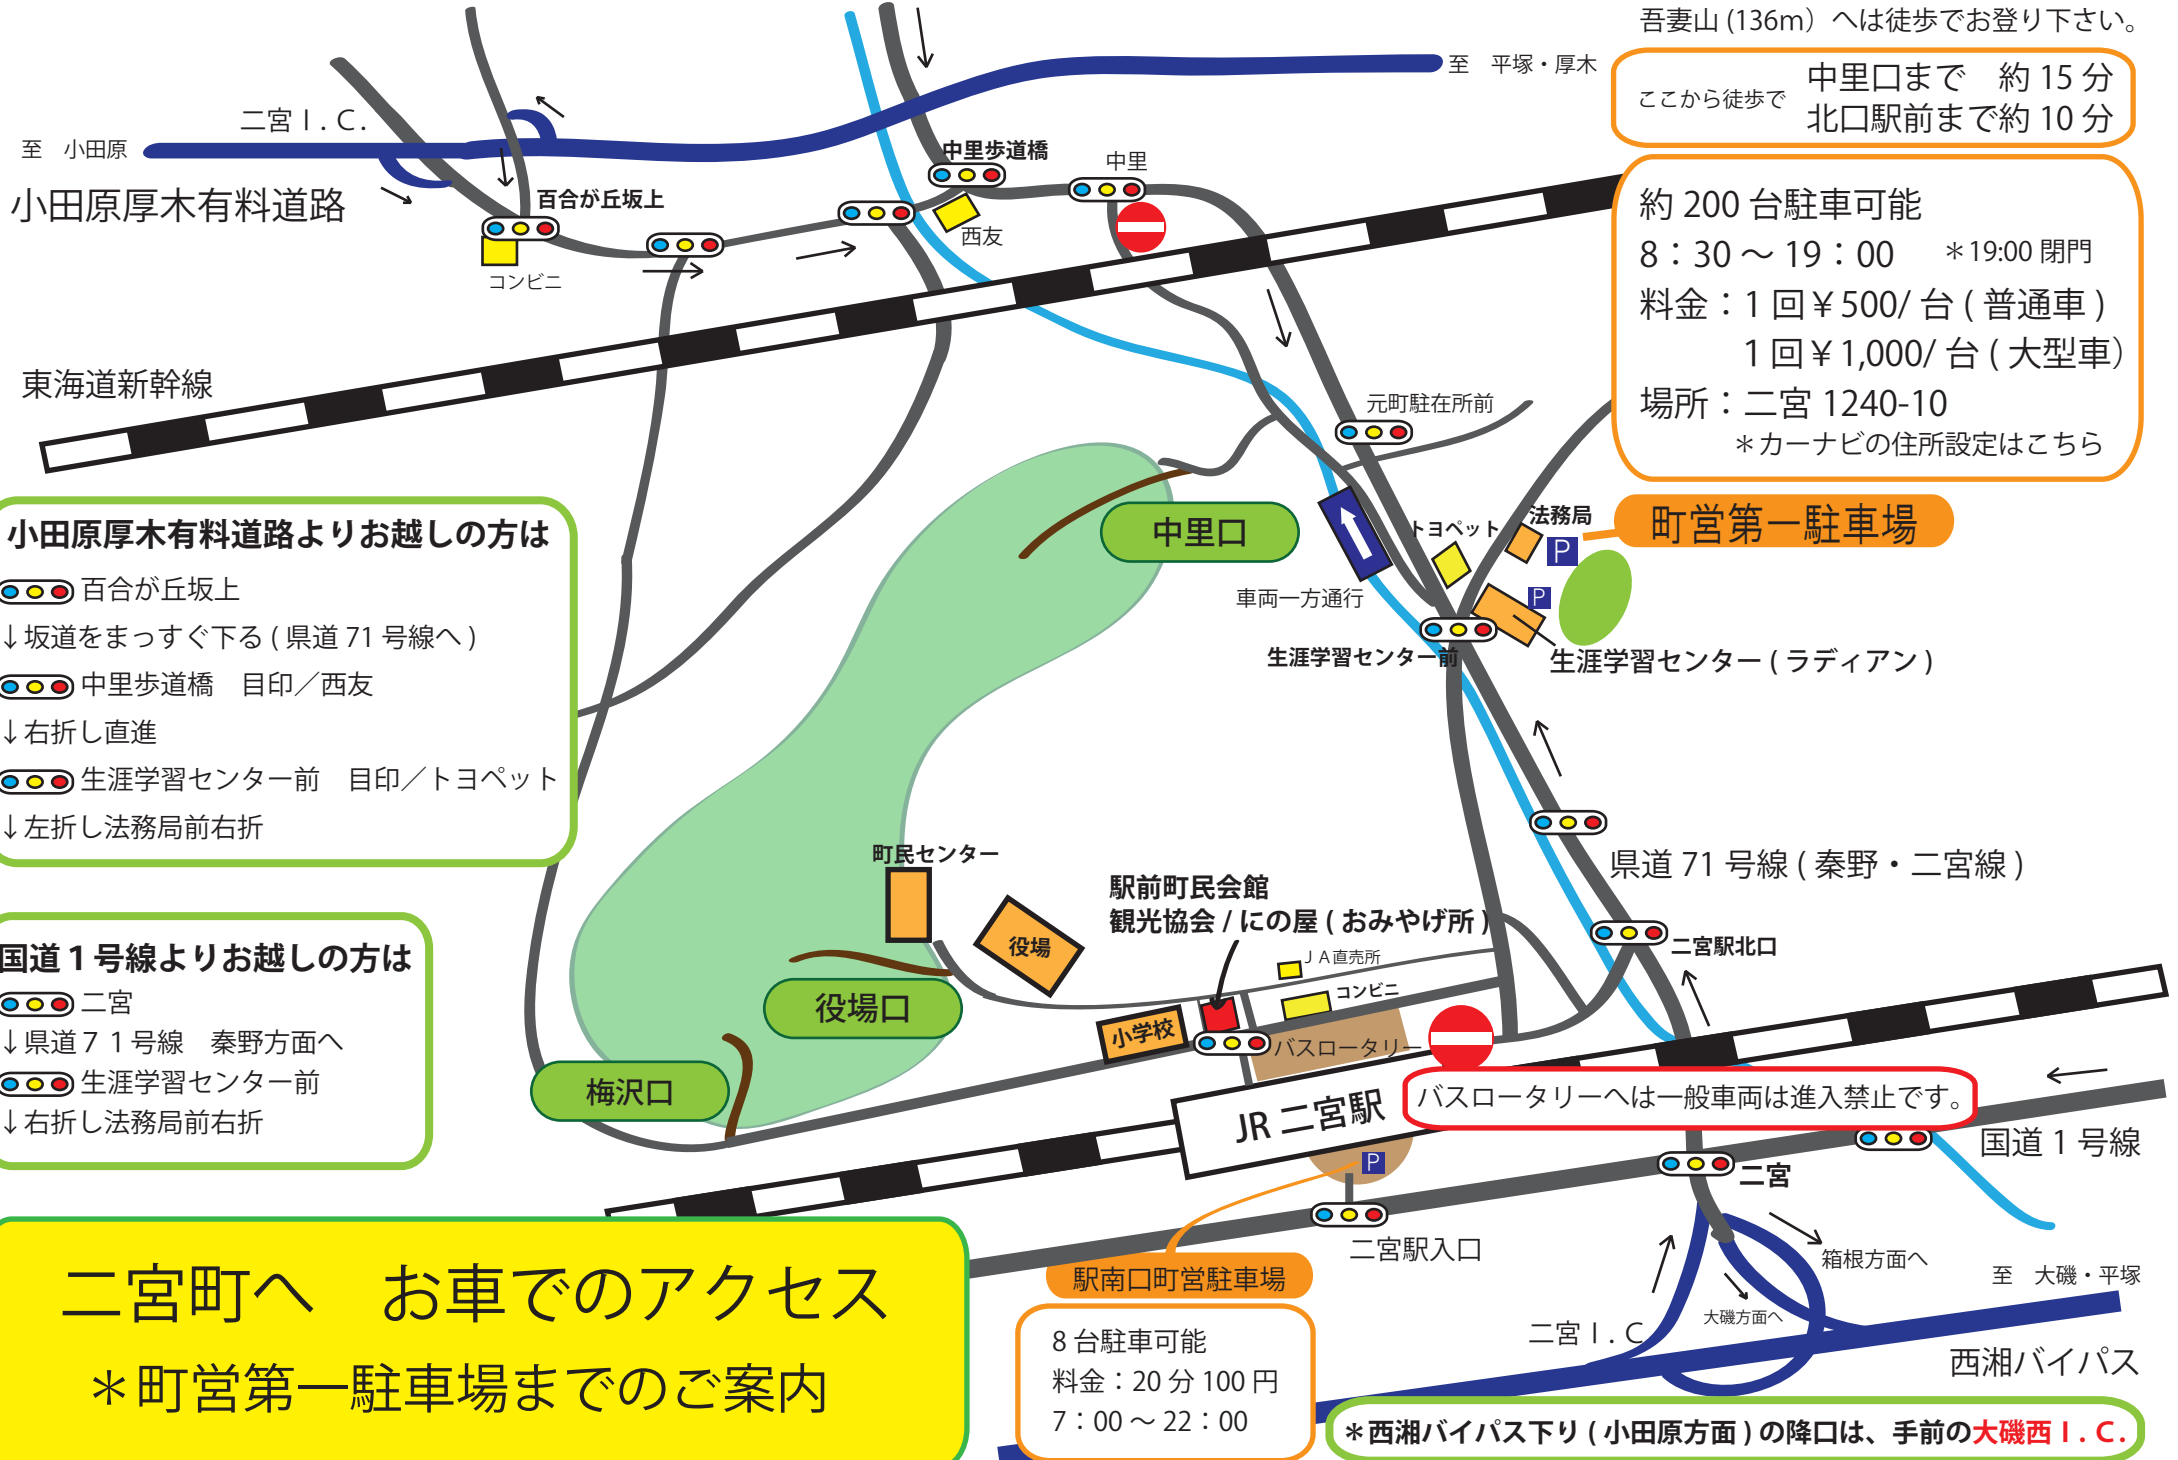 吾妻山 (136m）へは徒歩でお登り下さい。
ここから徒歩で
中里口まで　約 15 分
北口駅前まで約 10 分
至　平塚・厚木
二宮Ｉ．Ｃ．
至　小田原
小田原厚木有料道路
中里歩道橋
中里
百合が丘坂上
西友
コンビニ
約 200 台駐車可能
8：30 ～ 19：00　＊19:00 閉門
料金：1 回￥500/ 台 ( 普通車 )
1 回￥1,000/ 台 ( 大型車）
場所：二宮 1240-10
＊カーナビの住所設定はこちら
東海道新幹線
元町駐在所前
小田原厚木有料道路よりお越しの方は
百合が丘坂上
↓坂道をまっすぐ下る ( 県道 71 号線へ )
中里歩道橋　目印／西友
↓右折し直進
生涯学習センター前　目印／トヨペット
↓左折し法務局前右折
中里口
トヨペット
法務局
P
町営第一駐車場
車両一方通行
P
生涯学習センター前
生涯学習センター ( ラディアン )
県道 71 号線 ( 秦野・二宮線 )
町民センター
役場
駅前町民会館
観光協会 / にの屋 ( おみやげ所 )
ＪＡ直売所
コンビニ
二宮駅北口
国道 1 号線よりお越しの方は
二宮
↓県道７１号線　秦野方面へ
生涯学習センター前
↓右折し法務局前右折
役場口
小学校
バスロータリー
梅沢口
JR 二宮駅
バスロータリーへは一般車両は進入禁止です。
国道 1 号線
P
二宮
二宮駅入口
箱根方面へ
至　大磯・平塚
大磯方面へ
二宮Ｉ．Ｃ
西湘バイパス
駅南口町営駐車場
8 台駐車可能
料金：20 分 100 円
7：00 ～ 22：00
二宮町へ　お車でのアクセス
＊町営第一駐車場までのご案内
＊西湘バイパス下り ( 小田原方面 ) の降口は、手前の大磯西Ｉ．Ｃ．